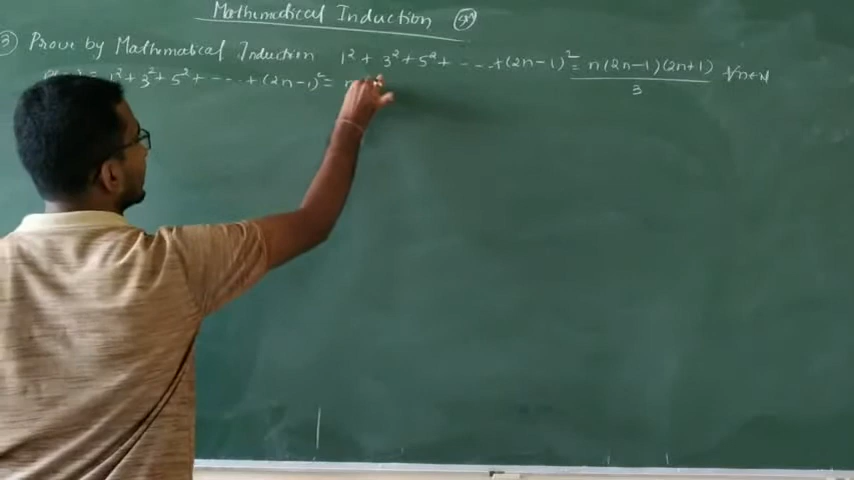 Mathematical Induction
③ Prove by Mathematical Induction 1² + 3² + 5² + ---- + (2n-1)² = n(2n-1)(2n+1)/3 ∀n∈N
1² + 3² + 5² + ---- + (2n-1)² = n